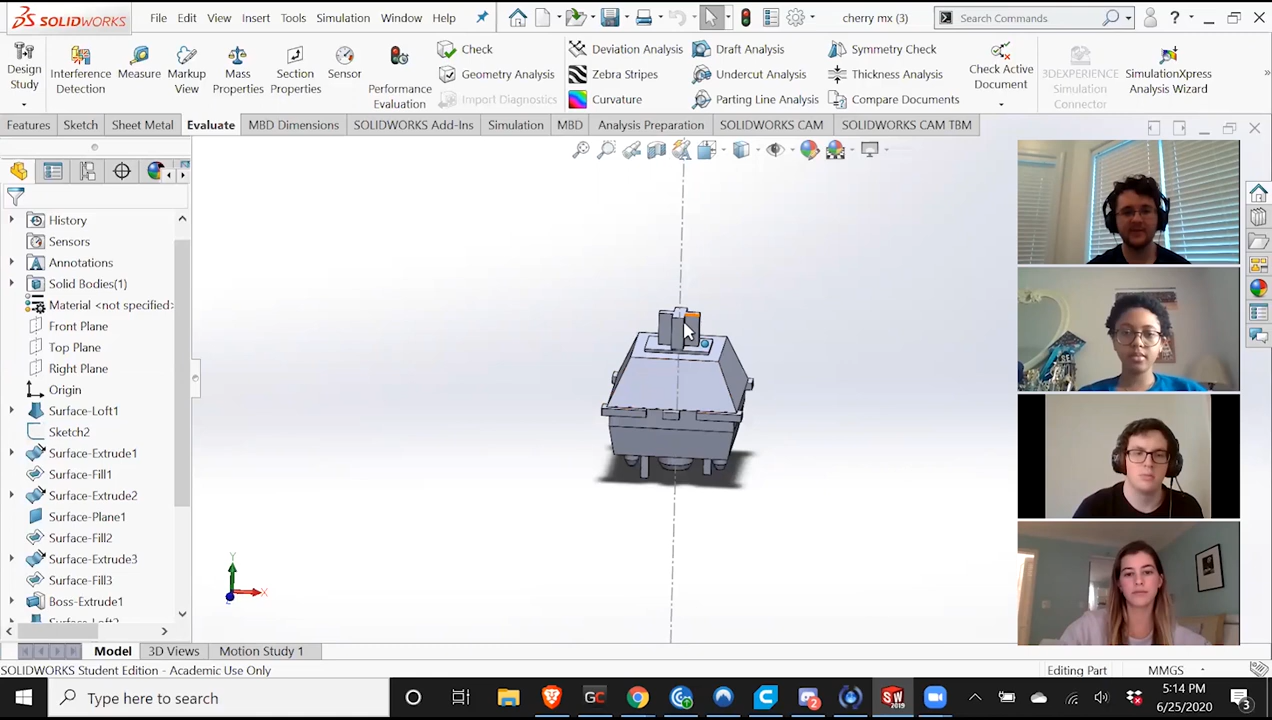 SOLIDWORKS File Edit View Insert Tools Simulation Window Help cherry mx (3) Search Commands ?
Design Study
Interference Detection
Measure
Markup View
Mass Properties
Section Properties
Sensor
Performance Evaluation
Check
Geometry Analysis
Import Diagnostics
Deviation Analysis
Zebra Stripes
Curvature
Draft Analysis
Undercut Analysis
Parting Line Analysis
Symmetry Check
Thickness Analysis
Compare Documents
Check Active Document
3DEXPERIENCE Simulation Connector
SimulationXpress Analysis Wizard
Features Sketch Sheet Metal Evaluate MBD Dimensions SOLIDWORKS Add-Ins Simulation MBD Analysis Preparation SOLIDWORKS CAM SOLIDWORKS CAM TBM
History
Sensors
Annotations
Solid Bodies(1)
Material <not specified>
Front Plane
Top Plane
Right Plane
Origin
Surface-Loft1
Sketch2
Surface-Extrude1
Surface-Fill1
Surface-Extrude2
Surface-Plane1
Surface-Fill2
Surface-Extrude3
Surface-Fill3
Boss-Extrude1
Y
X
Z
Model 3D Views Motion Study 1
SOLIDWORKS Student Edition - Academic Use Only Editing Part MMGS
Type here to search GC 2 SW 2019 5:14 PM
6/25/2020 3